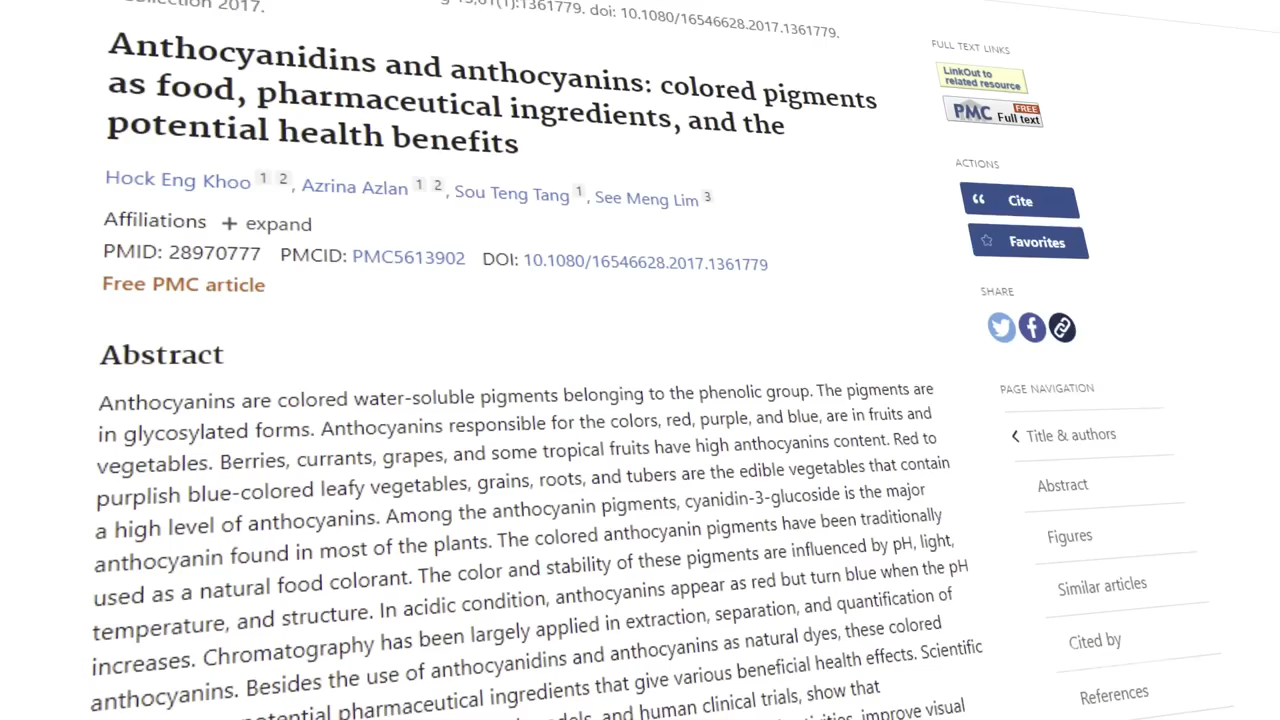 Collection 2017.
doi: 10.1080/16546628.2017.1361779.
Anthocyanidins and anthocyanins: colored pigments
as food, pharmaceutical ingredients, and the
potential health benefits
Hock Eng Khoo 1 2, Azrina Azlan 1 2, Sou Teng Tang 1, See Meng Lim 3
Affiliations + expand
PMID: 28970777 PMCID: PMC5613902 DOI: 10.1080/16546628.2017.1361779
Free PMC article
Abstract
Anthocyanins are colored water-soluble pigments belonging to the phenolic group. The pigments are
in glycosylated forms. Anthocyanins responsible for the colors, red, purple, and blue, are in fruits and
vegetables. Berries, currants, grapes, and some tropical fruits have high anthocyanins content. Red to
purplish blue-colored leafy vegetables, grains, roots, and tubers are the edible vegetables that contain
a high level of anthocyanins. Among the anthocyanin pigments, cyanidin-3-glucoside is the major
anthocyanin found in most of the plants. The colored anthocyanin pigments have been traditionally
used as a natural food colorant. The color and stability of these pigments are influenced by pH, light,
temperature, and structure. In acidic condition, anthocyanins appear as red but turn blue when the pH
increases. Chromatography has been largely applied in extraction, separation, and quantification of
anthocyanins. Besides the use of anthocyanidins and anthocyanins as natural dyes, these colored
potential pharmaceutical ingredients that give various beneficial health effects. Scientific
and human clinical trials, show that
improve visual
FULL TEXT LINKS
LinkOut to
related resource
PMC FREE
Full text
ACTIONS
Cite
Favorites
SHARE
PAGE NAVIGATION
Title & authors
Abstract
Figures
Similar articles
Cited by
References